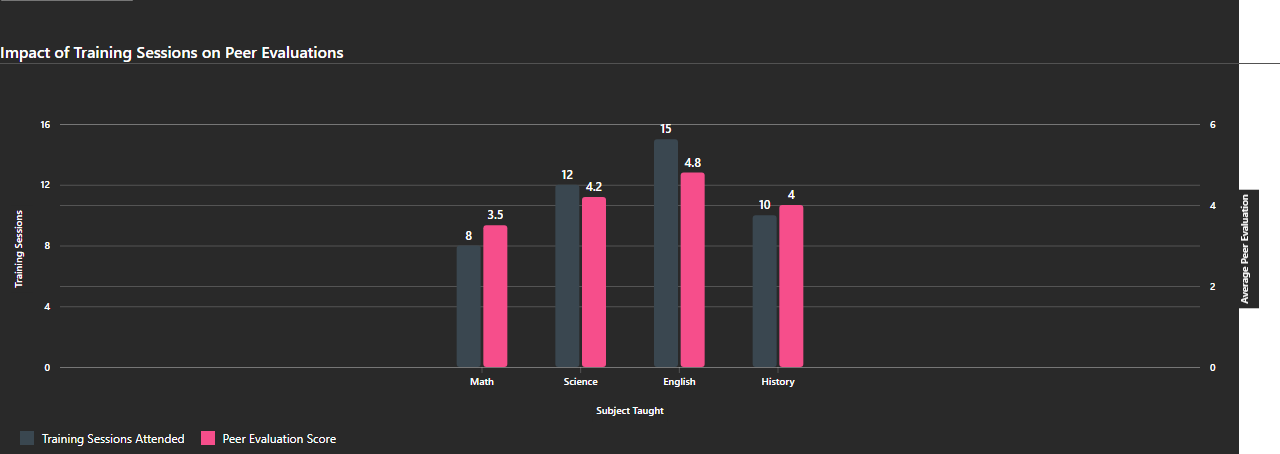 Impact of Training Sessions on Peer Evaluations
16
12
8
4
0
Training Sessions
8
3.5
12
4.2
15
4.8
10
4
6
4
2
0
Average Peer Evaluation
Math
Science
English
History
Subject Taught
Training Sessions Attended
Peer Evaluation Score